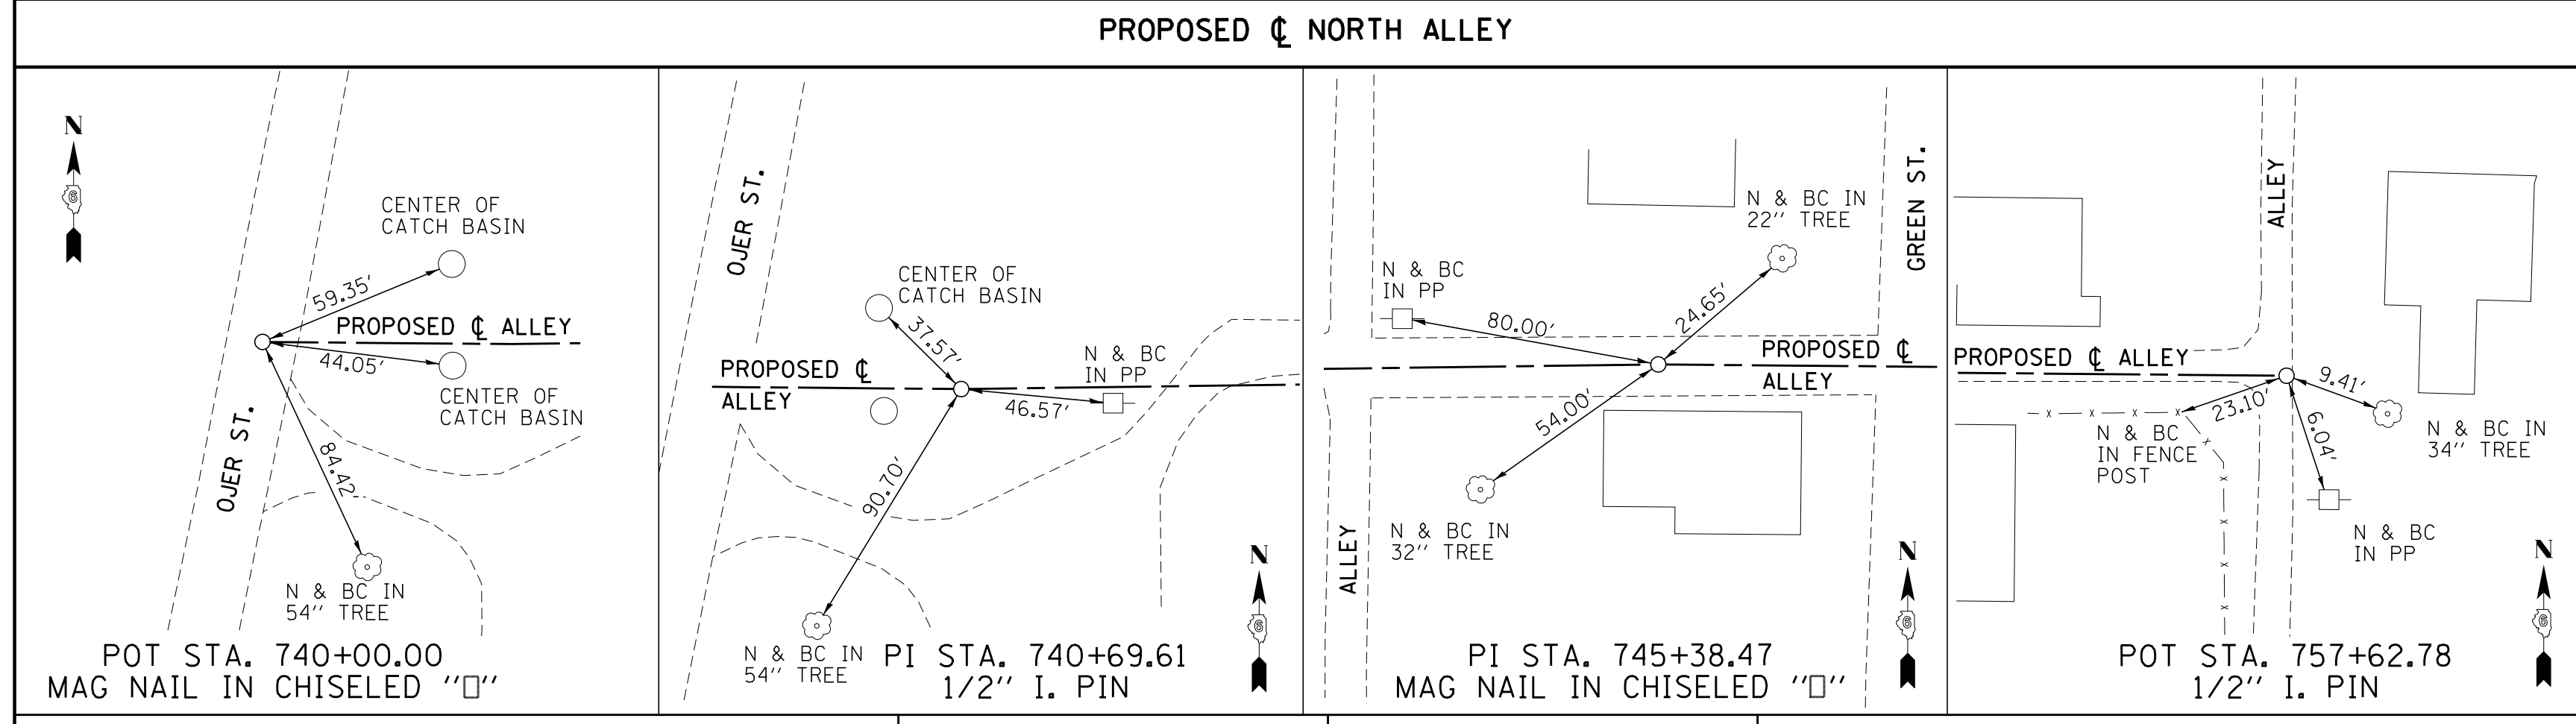 PROPOSED ℄ NORTH ALLEY
N
6
CENTER OF
CATCH BASIN
59.35'
PROPOSED ℄ ALLEY
44.05'
CENTER OF
CATCH BASIN
OJER ST.
84.42
N & BC IN
54" TREE
POT STA. 740+00.00
MAG NAIL IN CHISELED "□"
OJER ST.
CENTER OF
CATCH BASIN
37.57'
N & BC
IN PP
PROPOSED ℄
ALLEY
46.57'
90.70'
N
6
N & BC IN
54" TREE
PI STA. 740+69.61
1/2" I. PIN
N & BC IN
22" TREE
GREEN ST.
N & BC
IN PP
80.00'
24.65'
PROPOSED ℄
ALLEY
54.00'
N & BC IN
32" TREE
ALLEY
N
6
PI STA. 745+38.47
MAG NAIL IN CHISELED "□"
ALLEY
PROPOSED ℄ ALLEY
9.41'
23.10'
6.04'
N & BC
IN FENCE
POST
N & BC IN
34" TREE
N & BC
IN PP
N
6
POT STA. 757+62.78
1/2" I. PIN